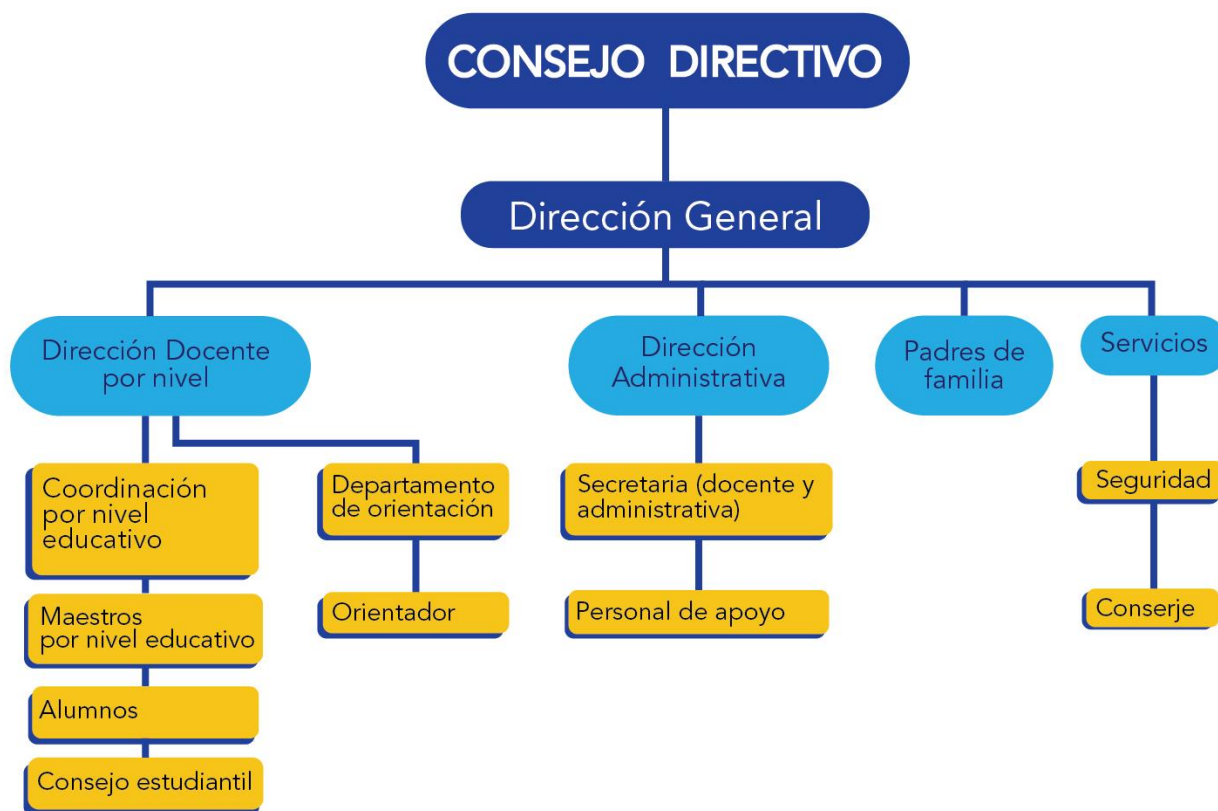 CONSEJO DIRECTIVO
Dirección General
Dirección Docente
por nivel
Dirección
Administrativa
Padres de
familia
Servicios
Coordinación
por nivel
educativo
Departamento
de orientación
Secretaria (docente y
administrativa)
Seguridad
Maestros
por nivel educativo
Orientador
Personal de apoyo
Conserje
Alumnos
Consejo estudiantil